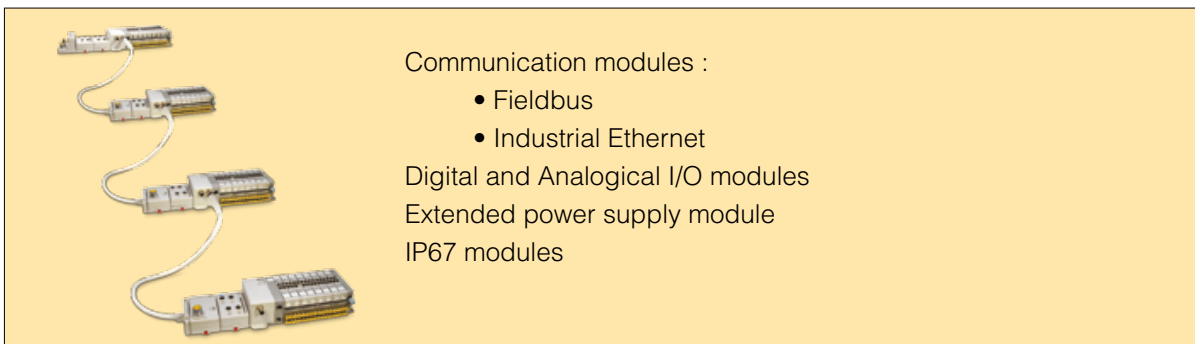 Communication modules :
• Fieldbus
• Industrial Ethernet
Digital and Analogical I/O modules
Extended power supply module
IP67 modules